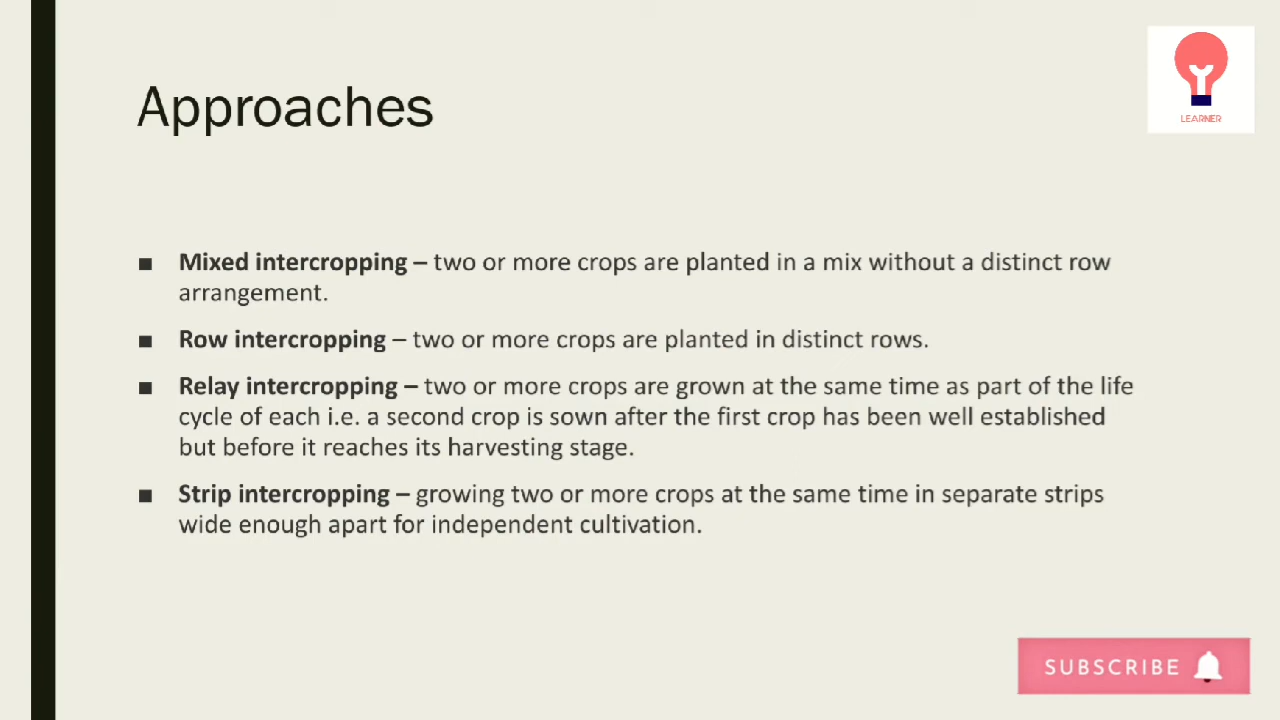 Approaches
LEARNER
■ Mixed intercropping – two or more crops are planted in a mix without a distinct row
arrangement.
■ Row intercropping – two or more crops are planted in distinct rows.
■ Relay intercropping – two or more crops are grown at the same time as part of the life
cycle of each i.e. a second crop is sown after the first crop has been well established
but before it reaches its harvesting stage.
■ Strip intercropping – growing two or more crops at the same time in separate strips
wide enough apart for independent cultivation.
SUBSCRIBE